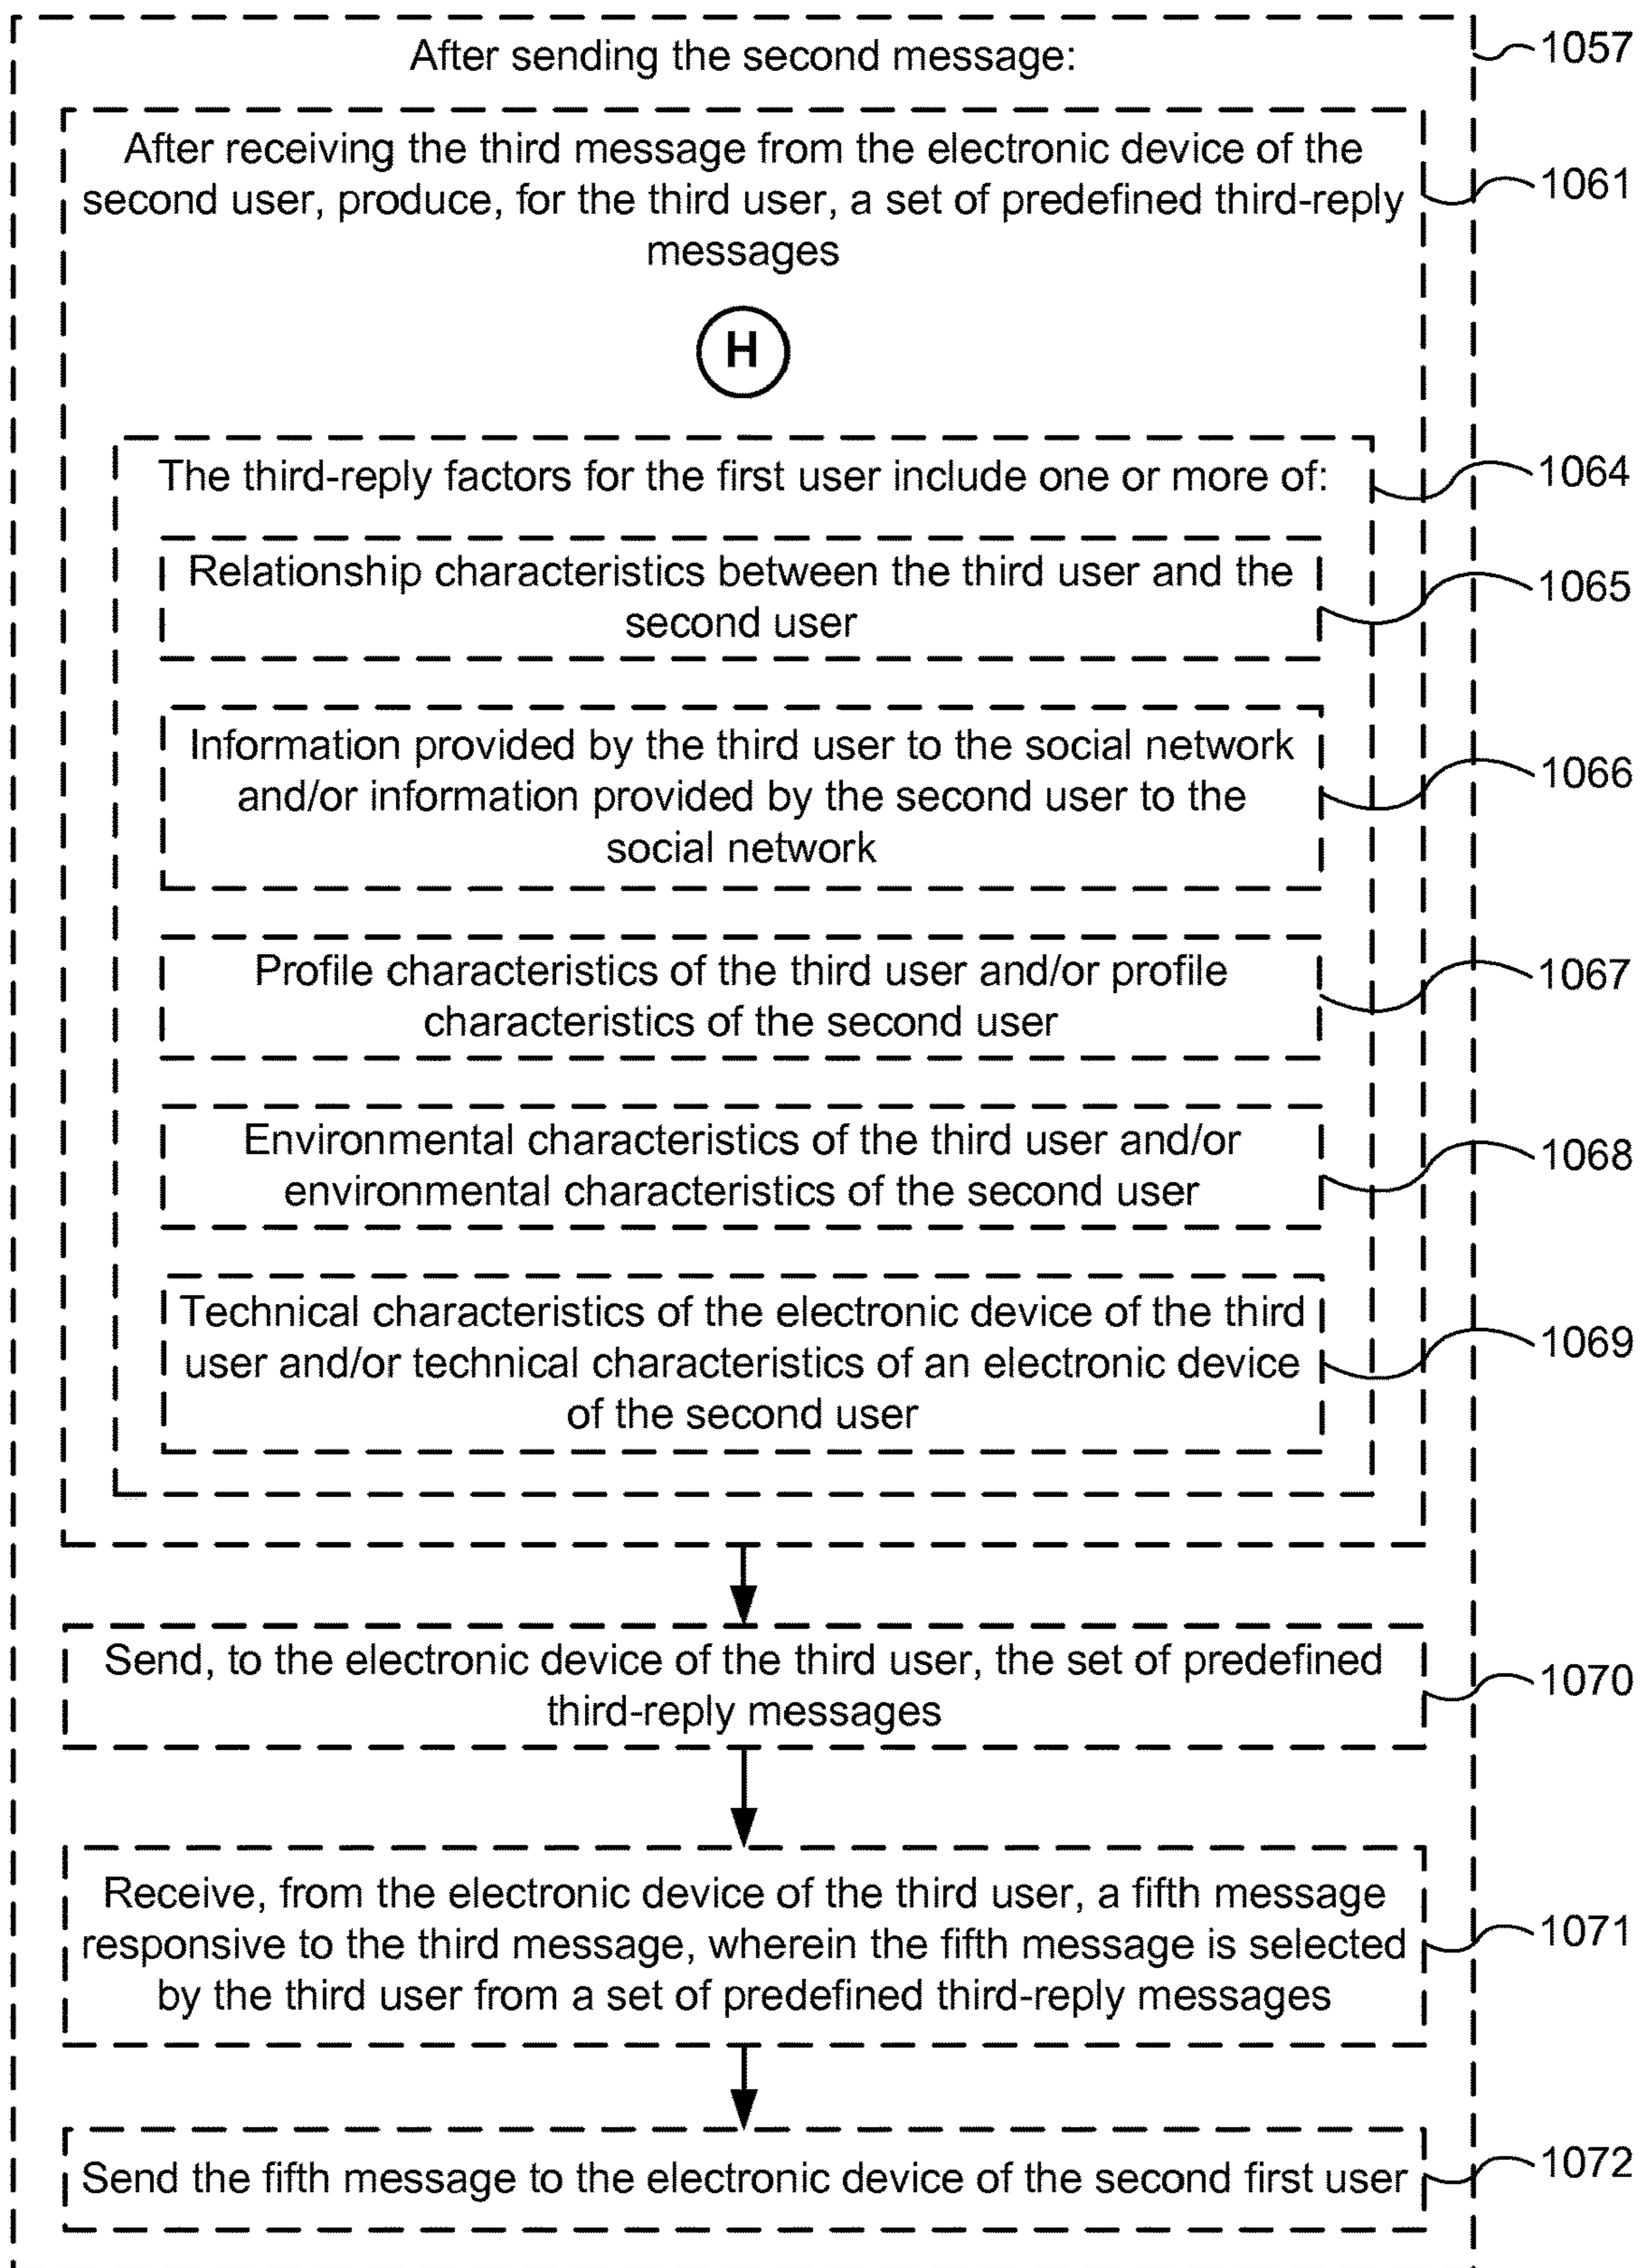 After sending the second message:
1057
After receiving the third message from the electronic device of the
second user, produce, for the third user, a set of predefined third-reply
messages
1061
H
The third-reply factors for the first user include one or more of:
1064
Relationship characteristics between the third user and the
second user
1065
Information provided by the third user to the social network
and/or information provided by the second user to the
social network
1066
Profile characteristics of the third user and/or profile
characteristics of the second user
1067
Environmental characteristics of the third user and/or
environmental characteristics of the second user
1068
Technical characteristics of the electronic device of the third
user and/or technical characteristics of an electronic device
of the second user
1069
Send, to the electronic device of the third user, the set of predefined
third-reply messages
1070
Receive, from the electronic device of the third user, a fifth message
responsive to the third message, wherein the fifth message is selected
by the third user from a set of predefined third-reply messages
1071
Send the fifth message to the electronic device of the second first user
1072